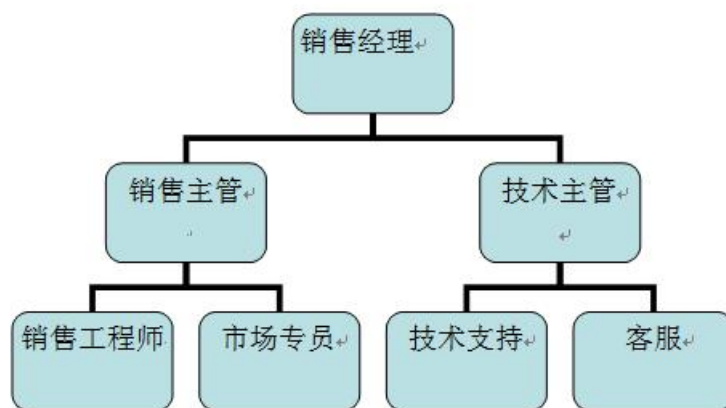 销售经理
销售主管
技术主管
销售工程师
市场专员
技术支持
客服